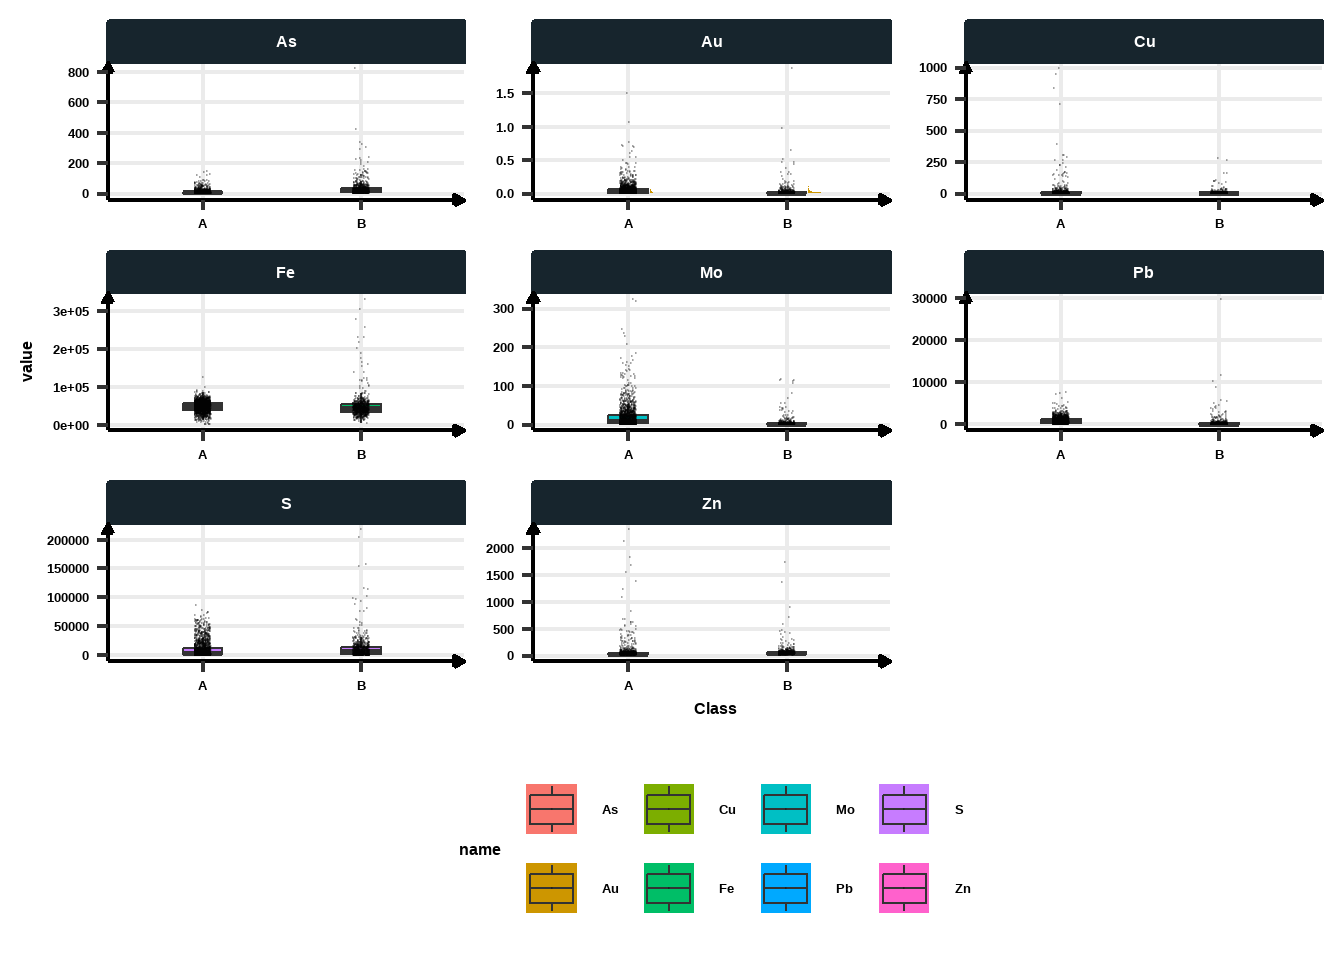 As Au Cu
800
600
400
200
0
A B
1.5
1.0
0.5
0.0
A B
1000
750
500
250
0
A B
value
Fe Mo Pb
3e+05
2e+05
1e+05
0e+00
A B
300
200
100
0
A B
30000
20000
10000
0
A B
S Zn
200000
150000
100000
50000
0
A B
2000
1500
1000
500
0
A B
Class
name
As Cu Mo S
Au Fe Pb Zn